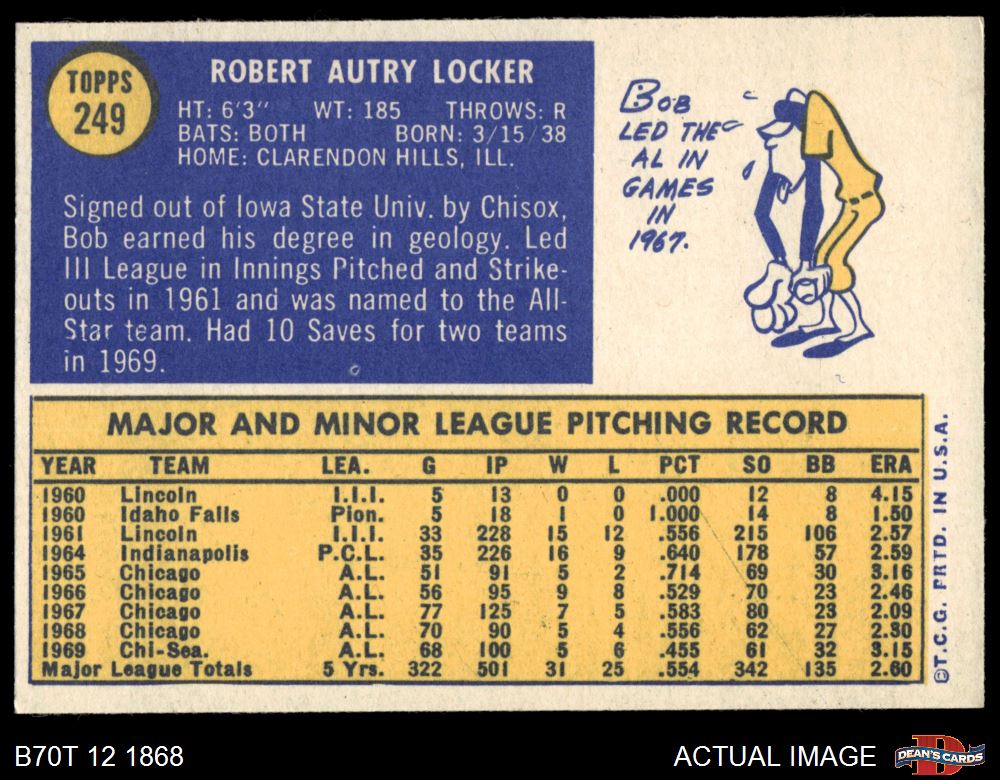 TOPPS
249
ROBERT AUTRY LOCKER
HT: 6'3" WT: 185 THROWS: R
BATS: BOTH BORN: 3/15/38
HOME: CLARENDON HILLS, ILL.
Signed out of Iowa State Univ. by Chisox,
Bob earned his degree in geology. Led
III League in Innings Pitched and Strike-
outs in 1961 and was named to the All-
Star team. Had 10 Saves for two teams
in 1969.
BOB
LED THE
AL IN
GAMES
IN
1967.
MAJOR AND MINOR LEAGUE PITCHING RECORD
YEAR TEAM LEA. G IP W L PCT SO BB ERA
1960 Lincoln I.I.I. 5 13 0 0 .000 12 8 4.15
1960 Idaho Falls Pion. 5 18 1 0 1.000 14 8 1.50
1961 Lincoln I.I.I. 33 228 15 12 .556 215 106 2.57
1964 Indianapolis P.C.L. 35 226 16 9 .640 178 57 2.59
1965 Chicago A.L. 51 91 5 2 .714 69 30 3.16
1966 Chicago A.L. 56 95 9 8 .529 70 23 2.46
1967 Chicago A.L. 77 125 7 5 .583 80 23 2.09
1968 Chicago A.L. 70 90 5 4 .556 62 27 2.30
1969 Chi-Sea. A.L. 68 100 5 6 .455 61 32 3.15
Major League Totals 5 Yrs. 322 501 31 25 .554 342 135 2.60
©T.C.G. PRTD. IN U.S.A.
B70T 12 1868
ACTUAL IMAGE
D
DEAN'S CARDS